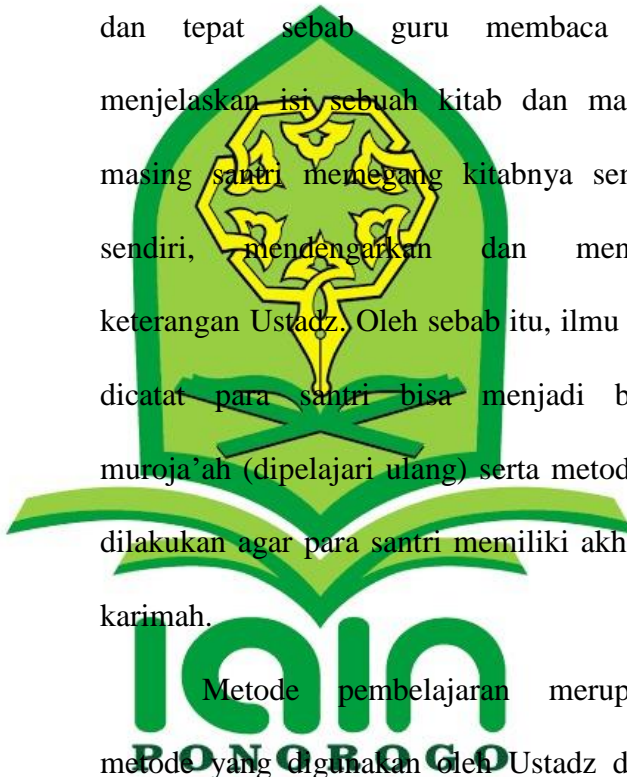 dan tepat sebab guru membaca
menjelaskan isi sebuah kitab dan ma
masing santri memegang kitabnya ser
sendiri, mendengarkan dan men
keterangan Ustadz. Oleh sebab itu, ilmu
dicatat para santri bisa menjadi b
muroja’ah (dipelajari ulang) serta metod
dilakukan agar para santri memiliki akh
karimah.
iain
Metode pembelajaran merup
PONOROGO
metode yang digunakan oleh Ustadz d